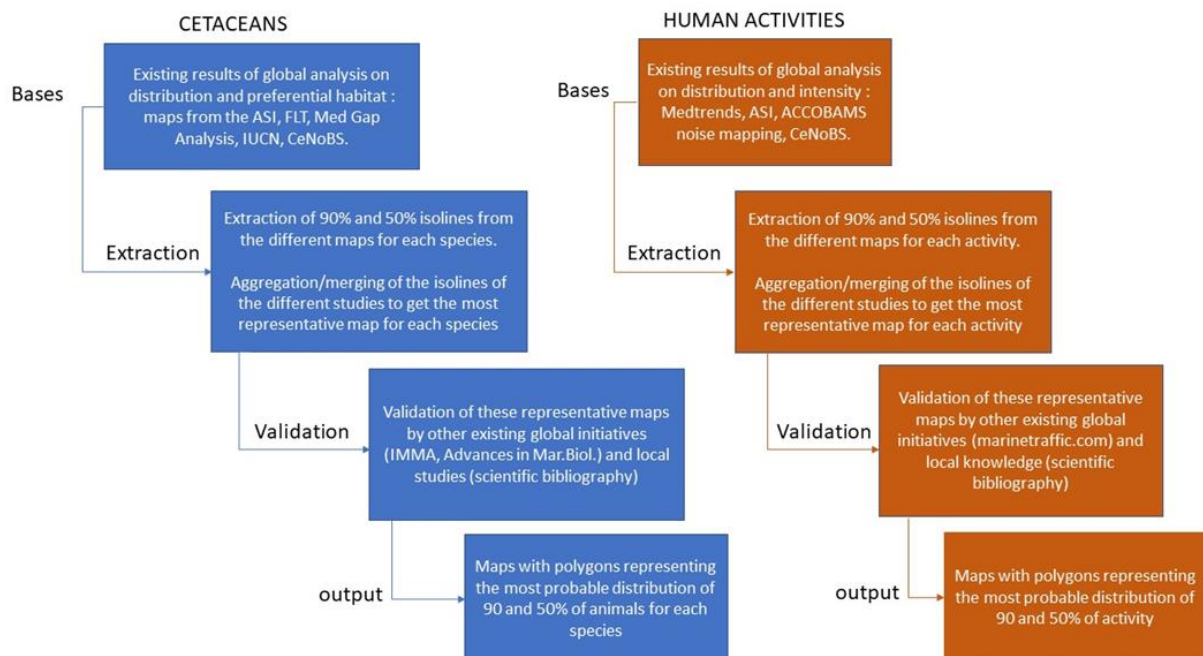 CETACEANS
Bases
Existing results of global analysis on
distribution and preferential habitat :
maps from the ASI, FLT, Med Gap
Analysis, IUCN, CeNoBS.
Extraction
Extraction of 90% and 50% isolines from
the different maps for each species.
Aggregation/merging of the isolines of
the different studies to get the most
representative map for each species
Validation
Validation of these representative maps
by other existing global initiatives
(IMMA, Advances in Mar.Biol.) and local
studies (scientific bibliography)
output
Maps with polygons representing
the most probable distribution of
90 and 50% of animals for each
species
HUMAN ACTIVITIES
Bases
Existing results of global analysis
on distribution and intensity :
Medtrends, ASI, ACCOBAMS
noise mapping, CeNoBS.
Extraction
Extraction of 90% and 50% isolines from
the different maps for each activity.
Aggregation/merging of the isolines of
the different studies to get the most
representative map for each activity
Validation
Validation of these representative
maps by other existing global
initiatives (marinetraffic.com) and
local knowledge (scientific
bibliography)
output
Maps with polygons representing
the most probable distribution of
90 and 50% of activity